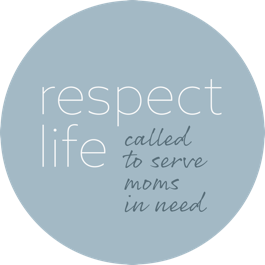 respect
life
called
to serve
moms
in need